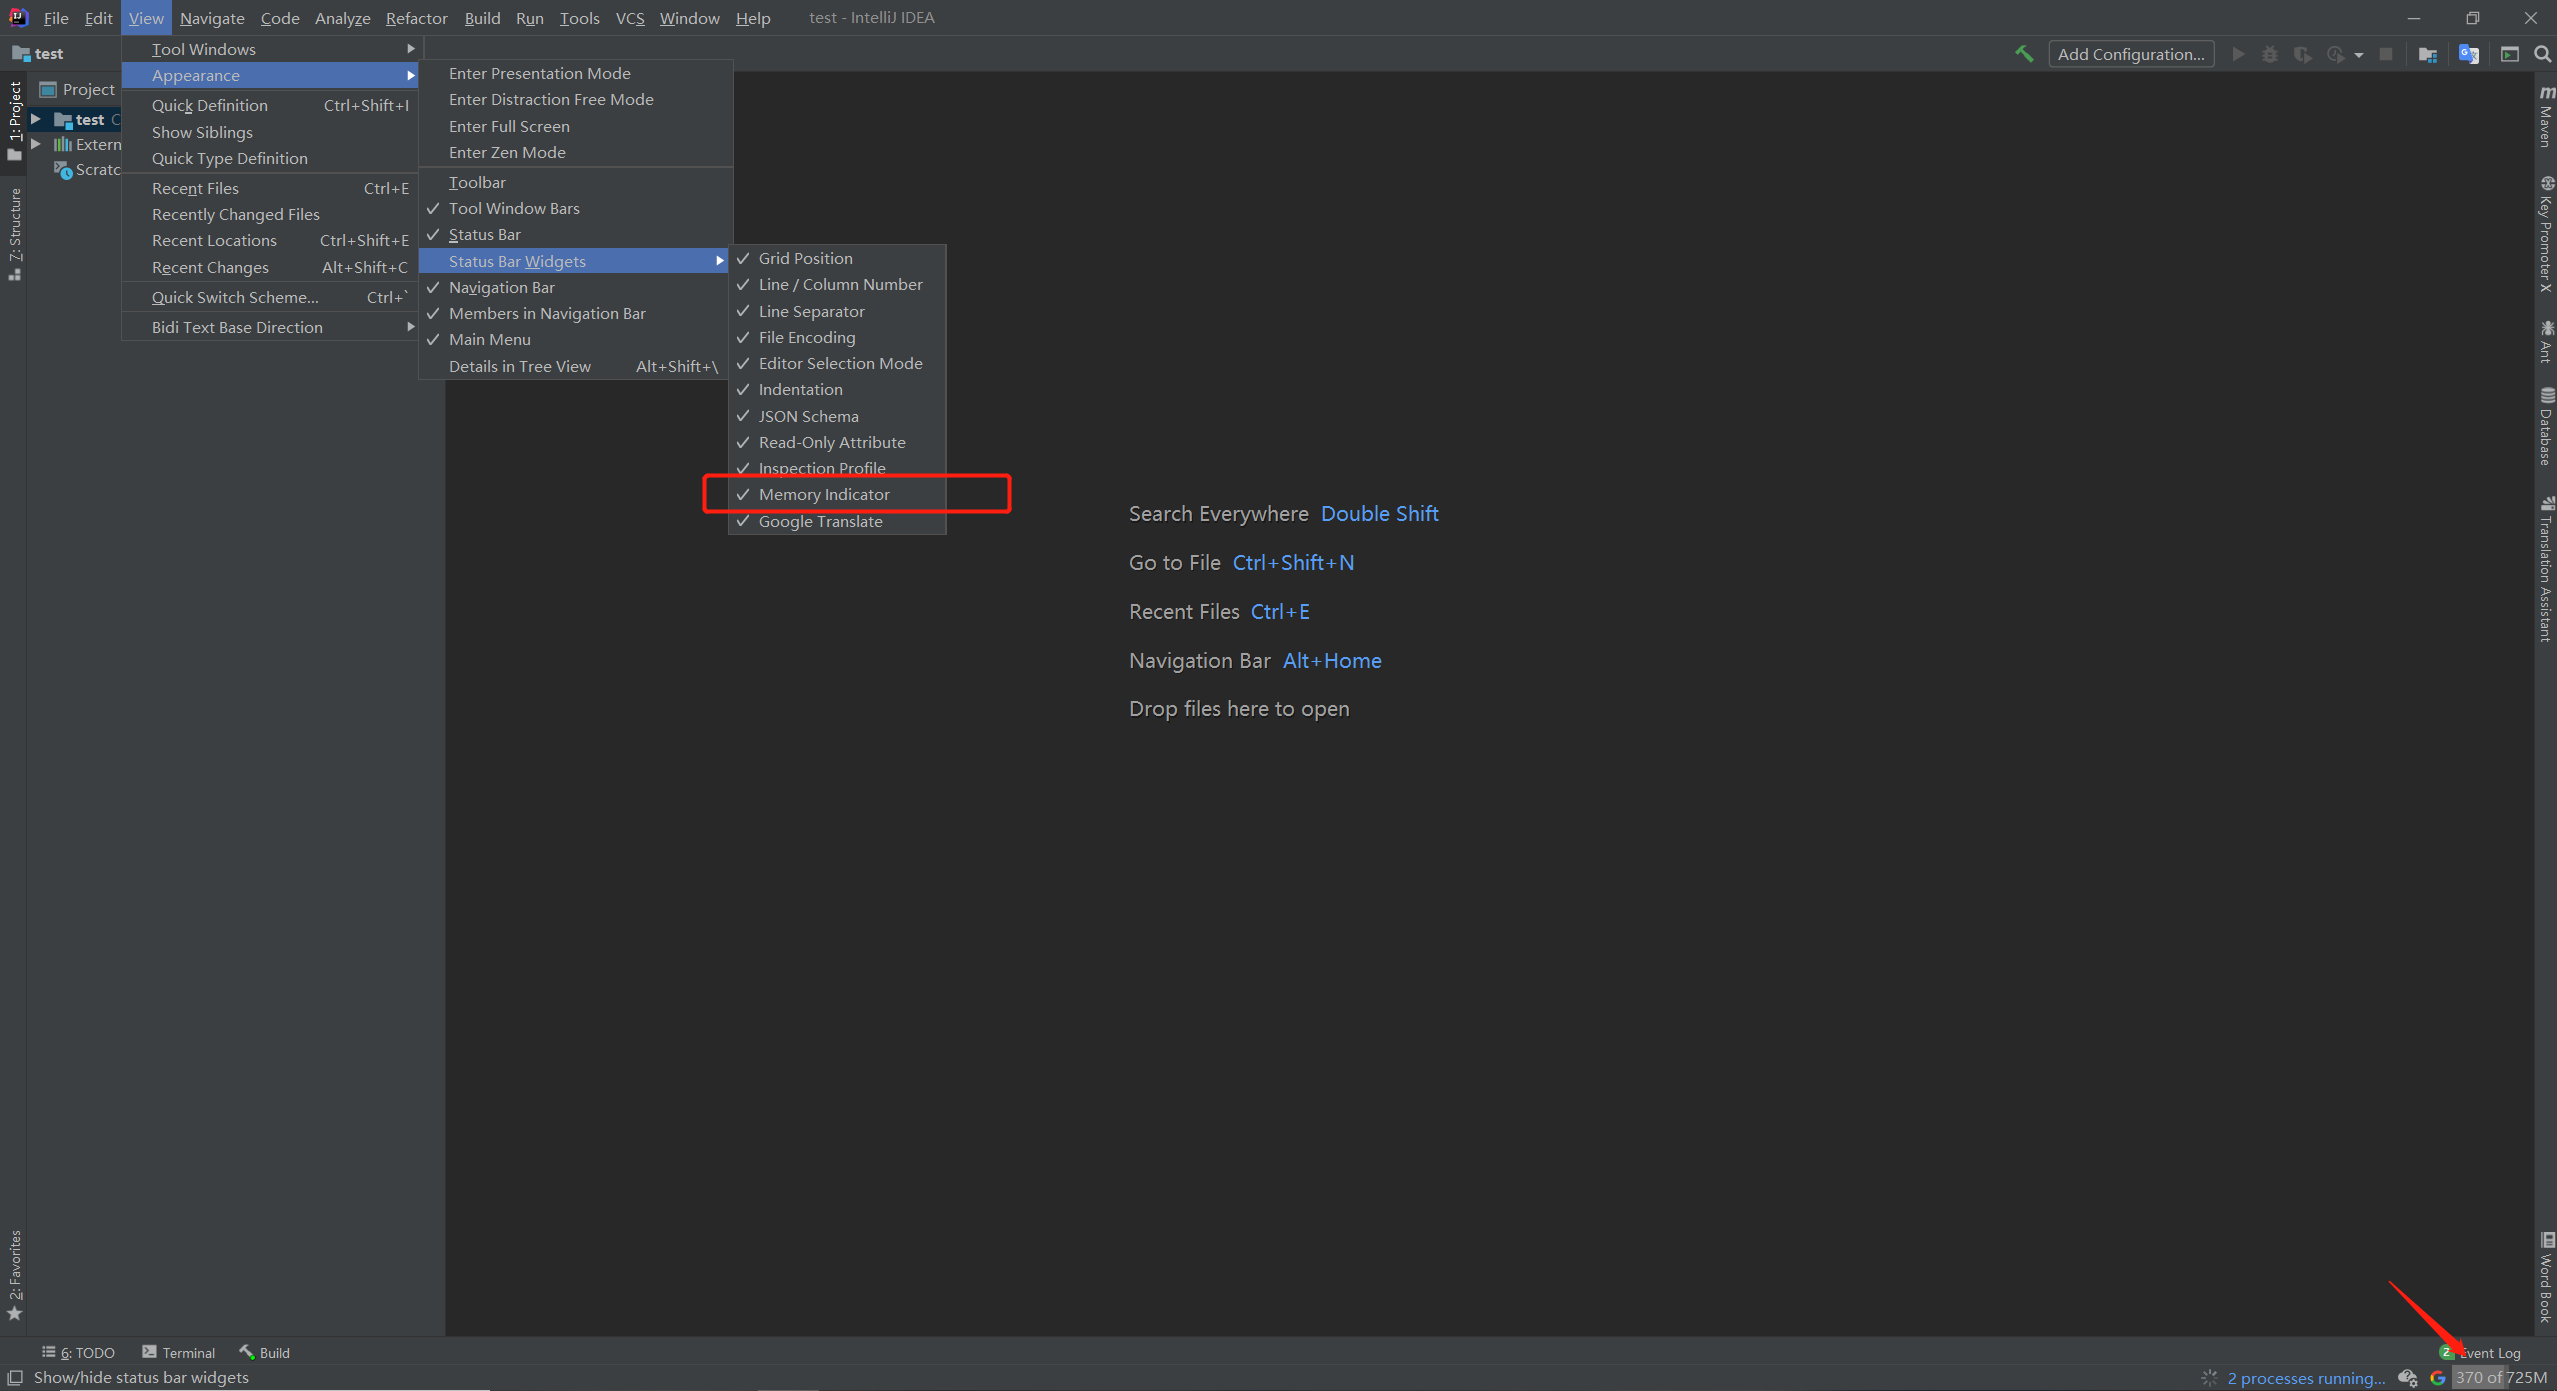 File Edit View Navigate Code Analyze Refactor Build Run Tools VCS Window Help test - IntelliJ IDEA
test
Add Configuration...
Tool Windows
Appearance
Quick Definition Ctrl+Shift+I
Show Siblings
Quick Type Definition
Recent Files Ctrl+E
Recently Changed Files
Recent Locations Ctrl+Shift+E
Recent Changes Alt+Shift+C
Quick Switch Scheme... Ctrl+`
Bidi Text Base Direction
Enter Presentation Mode
Enter Distraction Free Mode
Enter Full Screen
Enter Zen Mode
Toolbar
Tool Window Bars
Status Bar
Status Bar Widgets
Navigation Bar
Members in Navigation Bar
Main Menu
Details in Tree View Alt+Shift+\
Grid Position
Line / Column Number
Line Separator
File Encoding
Editor Selection Mode
Indentation
JSON Schema
Read-Only Attribute
Inspection Profile
Memory Indicator
Google Translate
Project
test C
Extern
Scratc
1: Project
7: Structure
2: Favorites
Search Everywhere Double Shift
Go to File Ctrl+Shift+N
Recent Files Ctrl+E
Navigation Bar Alt+Home
Drop files here to open
Maven
Key Promoter X
Ant
Database
Translation Assistant
Word Book
6: TODO Terminal Build
2 Event Log
Show/hide status bar widgets
2 processes running...
370 of 725M